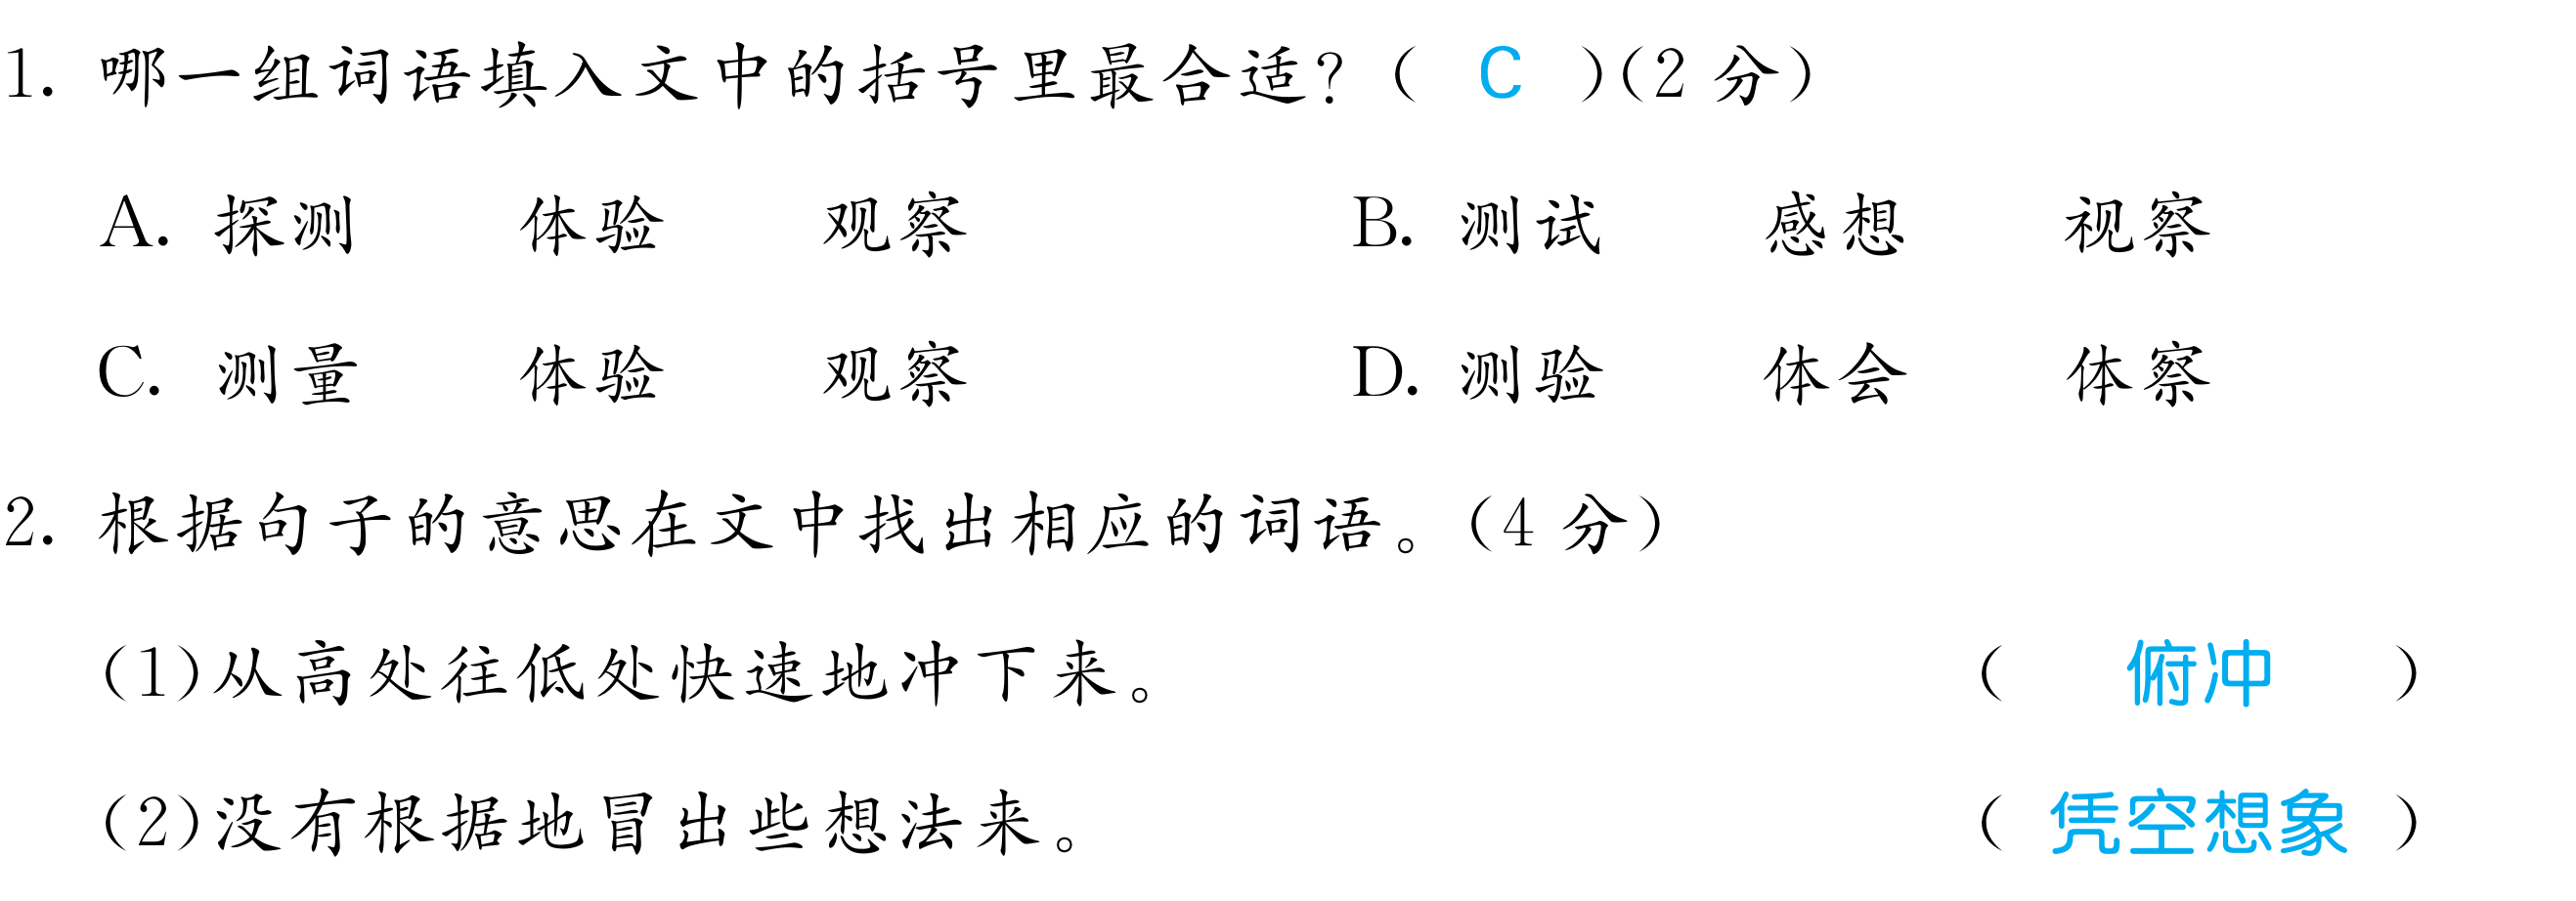 1. 哪一组词语填入文中的括号里最合适?( C )(2 分)
A. 探测 体验 观察 B. 测试 感想 视察
C. 测量 体验 观察 D. 测验 体会 体察
2. 根据句子的意思在文中找出相应的词语。(4 分)
(1)从高处往低处快速地冲下来。 ( 俯冲 )
(2)没有根据地冒出些想法来。 ( 凭空想象 )